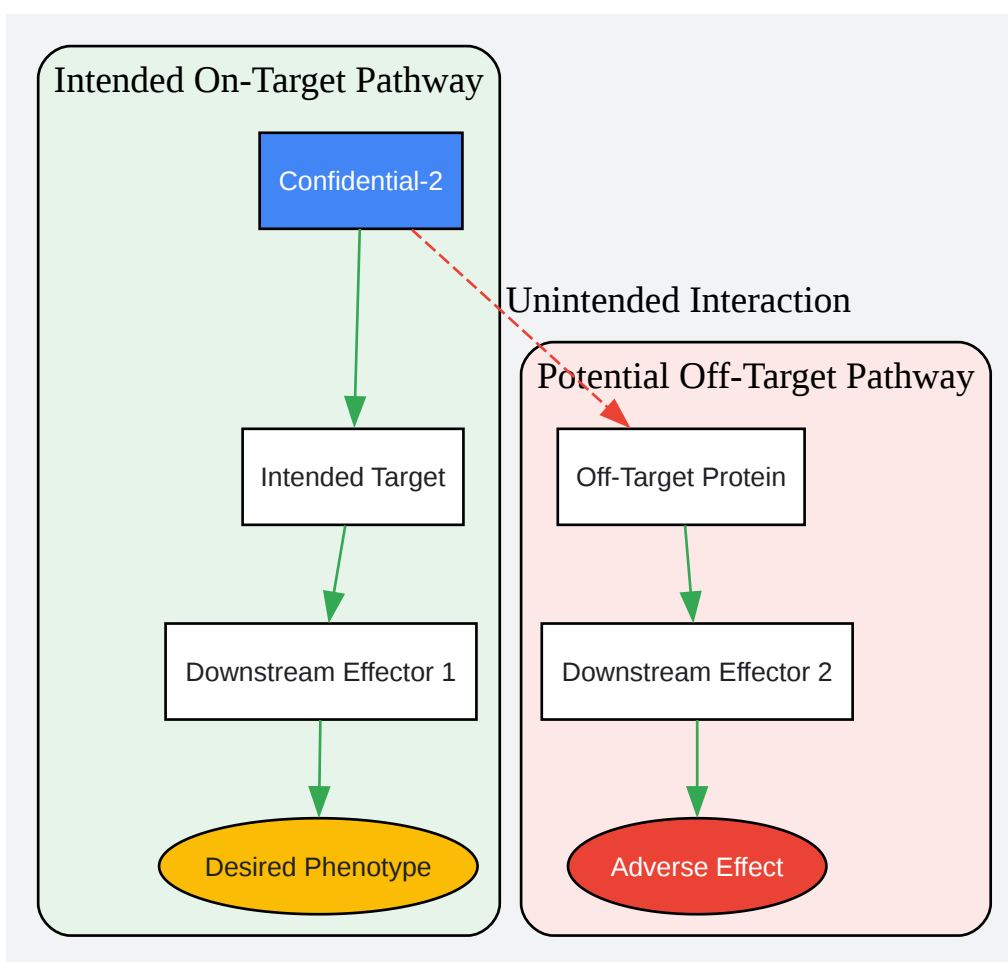 Intended On-Target Pathway
Confidential-2
Unintended Interaction
Potential Off-Target Pathway
Intended Target
Off-Target Protein
Downstream Effector 1
Downstream Effector 2
Desired Phenotype
Adverse Effect